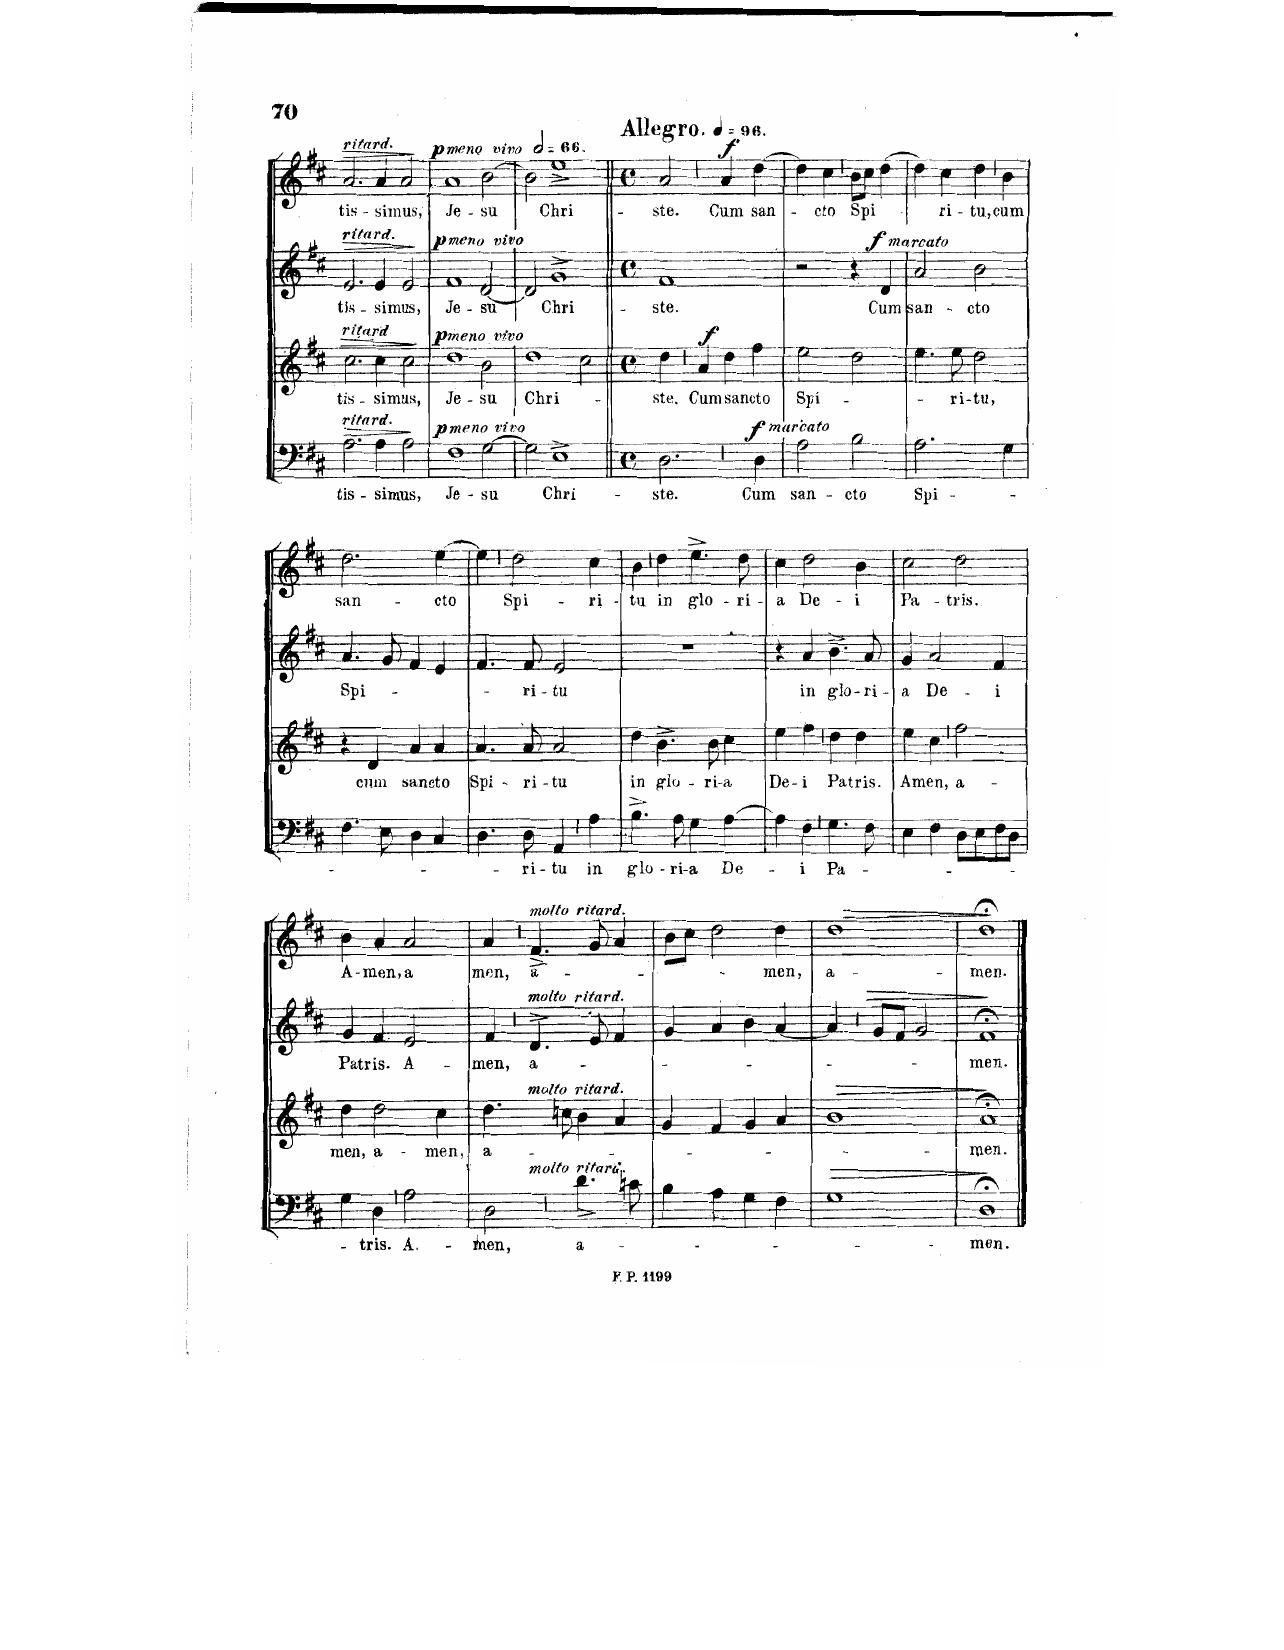 70
Allegro. ♩ = 96.
ritard. p meno vivo 𝅗𝅥 = 66. f
tis - simus, Je - su Chri - ste. Cum san - cto Spi - ri - tu, cum
ritard. p meno vivo f marcato
tis - simus, Je - su Chri - ste. Cum san - cto
ritard p meno vivo f
tis - simus, Je - su Chri - ste. Cum sancto Spi - - ri - tu,
ritard. p meno vivo f marcato
tis - simus, Je - su Chri - ste. Cum san - cto Spi - -
san - cto Spi - ri - tu in glo - ri - a De - i Pa - tris.
Spi - - ri - tu in glo - ri - a De - i
cum sancto Spi - ri - tu in glo - ri - a De - i Patris. Amen, a -
- - - ri - tu in glo - ri - a De - i Pa - - - -
molto ritard.
A - men, a men, a - - - men, a - - men.
molto ritard.
Patris. A - men, a - - - - - - men.
molto ritard.
men, a - men, a - - - - - - men.
molto ritard.
- tris. A. - men, a - - - - - men.
F. P. 1199